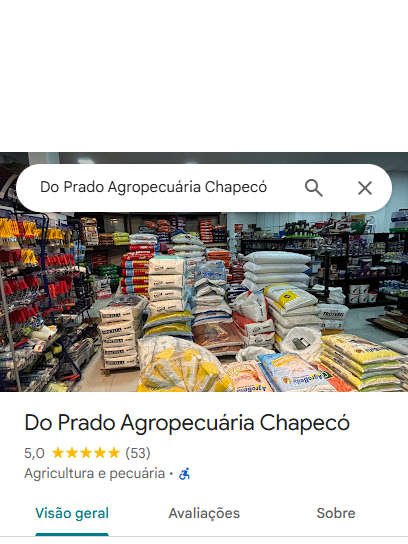 Do Prado Agropecuária Chapecó
Do Prado Agropecuária Chapecó
5,0 (53)
Agricultura e pecuária ·
Visão geral
Avaliações
Sobre